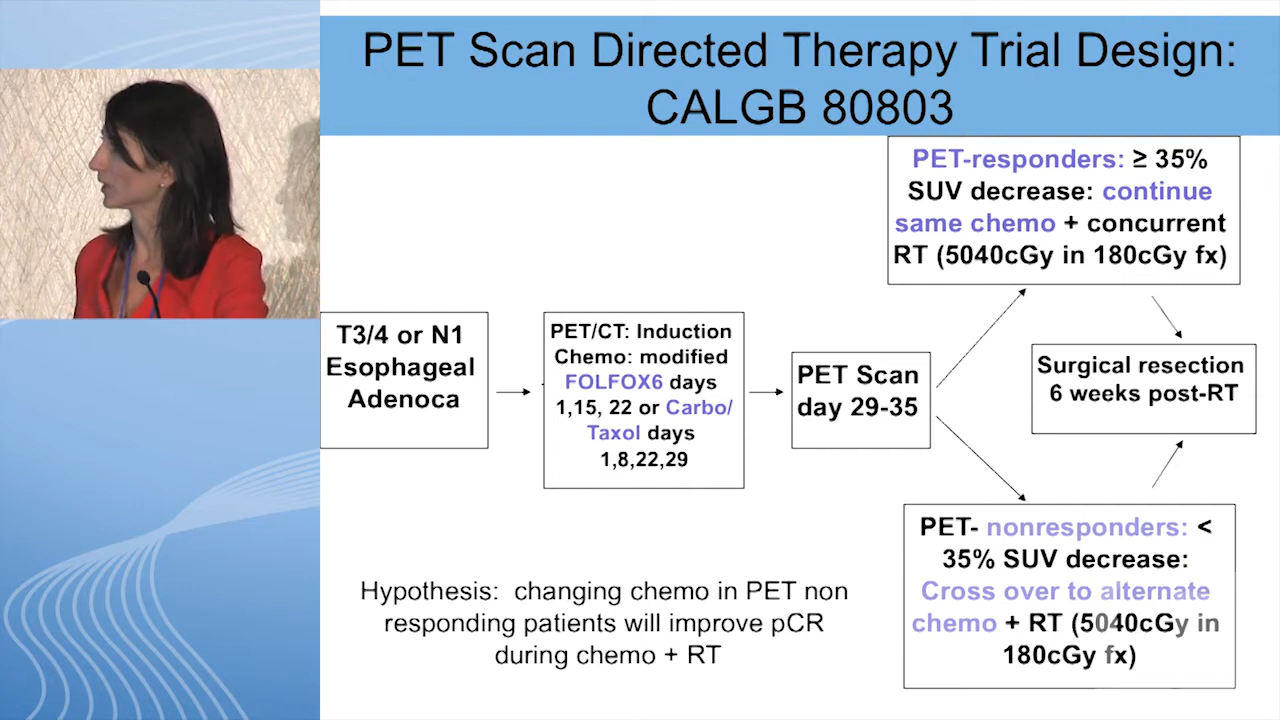 PET Scan Directed Therapy Trial Design:
CALGB 80803
PET-responders: ≥ 35%
SUV decrease: continue
same chemo + concurrent
RT (5040cGy in 180cGy fx)
T3/4 or N1
Esophageal
Adenoca
PET/CT: Induction
Chemo: modified
FOLFOX6 days
1,15, 22 or Carbo/
Taxol days
1,8,22,29
PET Scan
day 29-35
Surgical resection
6 weeks post-RT
PET- nonresponders: <
35% SUV decrease:
Cross over to alternate
chemo + RT (5040cGy in
180cGy fx)
Hypothesis: changing chemo in PET non
responding patients will improve pCR
during chemo + RT